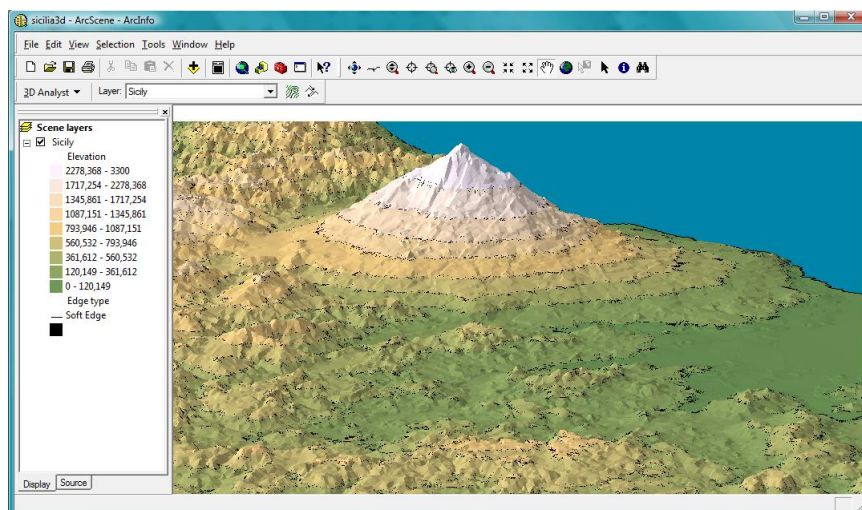 sicilia3d - ArcScene - ArcInfo
File Edit View Selection Tools Window Help
3D Analyst Layer: Sicily
Scene layers
Sicily
Elevation
2278,368 - 3300
1717,254 - 2278,368
1345,861 - 1717,254
1087,151 - 1345,861
793,946 - 1087,151
560,532 - 793,946
361,612 - 560,532
120,149 - 361,612
0 - 120,149
Edge type
Soft Edge
Display Source